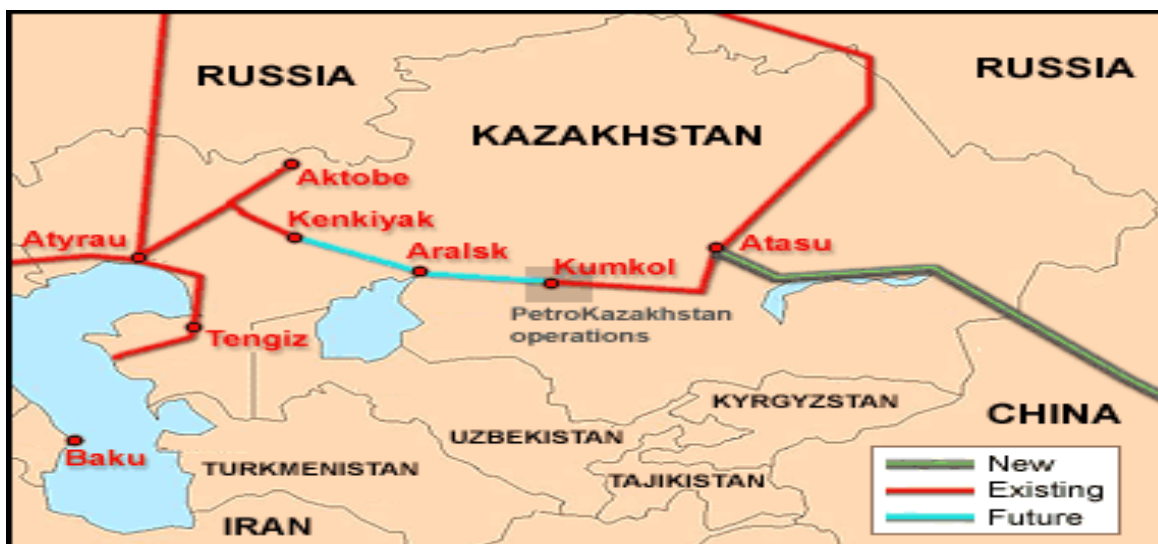 RUSSIA
RUSSIA
KAZAKHSTAN
Aktobe
Kenkiyak
Atyrau
Aralsk
Atasu
Kumkol
PetroKazakhstan
operations
Tengiz
KYRGYZSTAN
CHINA
UZBEKISTAN
Baku
TURKMENISTAN
TAJIKISTAN
IRAN
New
Existing
Future